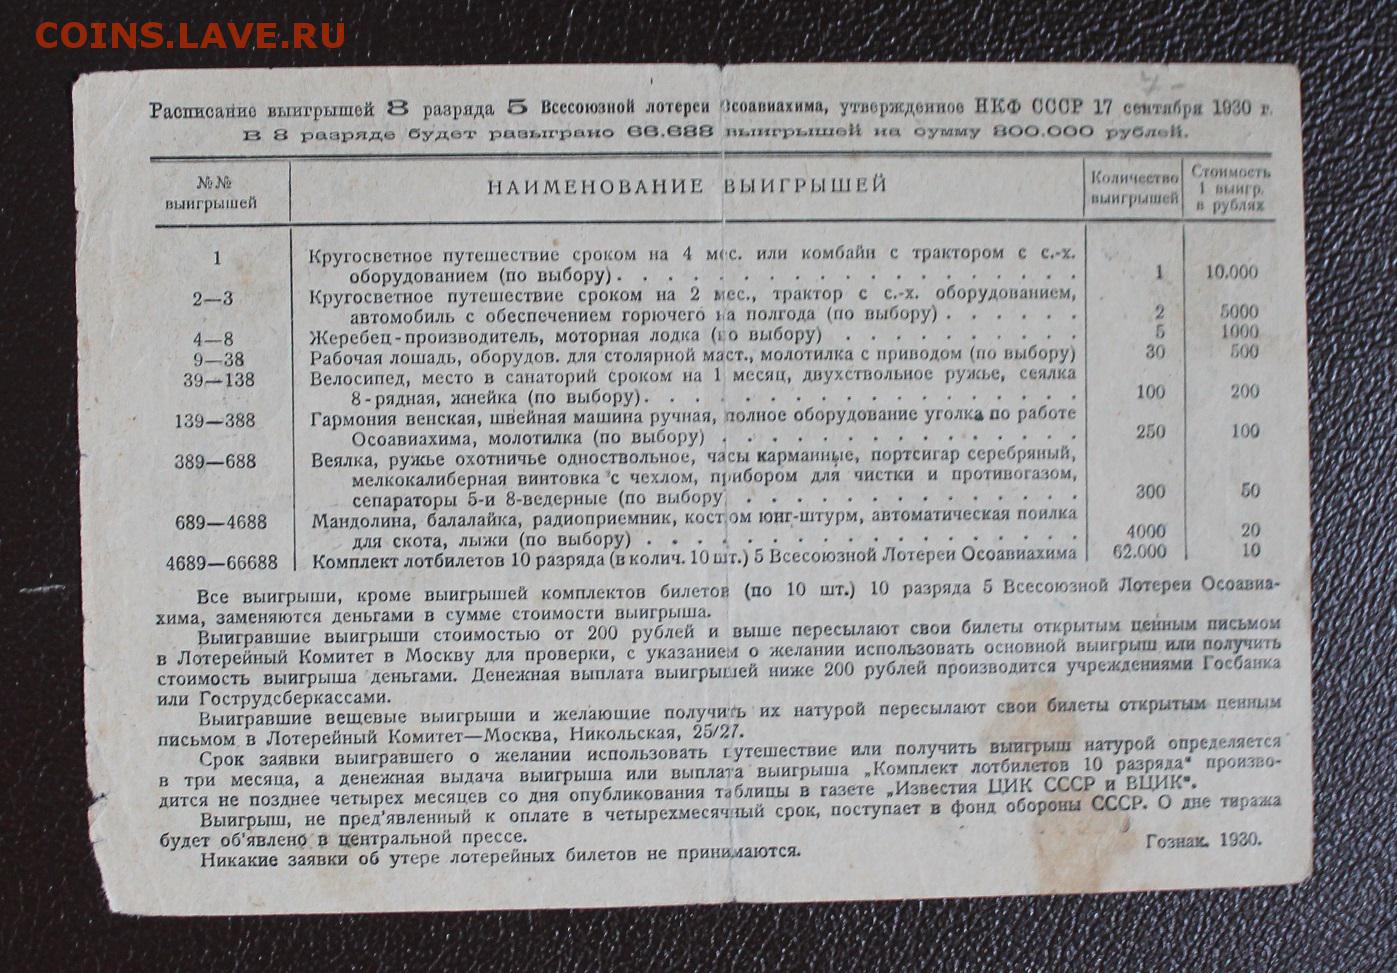 COINS.LAVE.RU
7-
Расписание выигрышей 8 разряда 5 Всесоюзной лотереи Осоавиахима, утвержденное НКФ СССР 17 сентября 1930 г.
В 8 разряде будет разыграно 66.688 выигрышей на сумму 800.000 рублей.
№№ выигрышей НАИМЕНОВАНИЕ ВЫИГРЫШЕЙ Количество выигрышей Стоимость 1 выигр. в рублях
1 Кругосветное путешествие сроком на 4 мес. или комбайн с трактором с с.-х.
оборудованием (по выбору) . . . . . . . . . . . . . . . . . . . . 1 10.000
2—3 Кругосветное путешествие сроком на 2 мес., трактор с с.-х. оборудованием,
автомобиль с обеспечением горючего на полгода (по выбору) . . . . . . 2 5000
4—8 Жеребец-производитель, моторная лодка (по выбору) . . . . . . . . . . 5 1000
9—38 Рабочая лошадь, оборудов. для столярной маст., молотилка с приводом (по выбору) 30 500
39—138 Велосипед, место в санаторий сроком на 1 месяц, двухствольное ружье, сеялка
8-рядная, жнейка (по выбору) . . . . . . . . . . . . . . . . . . . 100 200
139—388 Гармония венская, швейная машина ручная, полное оборудование уголка по работе
Осоавиахима, молотилка (по выбору) . . . . . . . . . . . . . . . 250 100
389—688 Веялка, ружье охотничье одноствольное, часы карманные, портсигар серебряный,
мелкокалиберная винтовка с чехлом, прибором для чистки и противогазом,
сепараторы 5-и 8-ведерные (по выбору) . . . . . . . . . . . . . . 300 50
689—4688 Мандолина, балалайка, радиоприемник, костюм юнг-штурм, автоматическая поилка
для скота, лыжи (по выбору) . . . . . . . . . . . . . . . . . . . 4000 20
4689—66688 Комплект лотбилетов 10 разряда (в колич. 10 шт.) 5 Всесоюзной Лотереи Осоавиахима 62.000 10
Все выигрыши, кроме выигрышей комплектов билетов (по 10 шт.) 10 разряда 5 Всесоюзной Лотереи Осоавиа-
хима, заменяются деньгами в сумме стоимости выигрыша.
Выигравшие выигрыши стоимостью от 200 рублей и выше пересылают свои билеты открытым ценным письмом
в Лотерейный Комитет в Москву для проверки, с указанием о желании использовать основной выигрыш или получить
стоимость выигрыша деньгами. Денежная выплата выигрышей ниже 200 рублей производится учреждениями Госбанка
или Гострудсберкассами.
Выигравшие вещевые выигрыши и желающие получить их натурой пересылают свои билеты открытым ценным
письмом в Лотерейный Комитет—Москва, Никольская, 25/27.
Срок заявки выигравшего о желании использовать путешествие или получить выигрыш натурой определяется
в три месяца, а денежная выдача выигрыша или выплата выигрыша „Комплект лотбилетов 10 разряда" произво-
дится не позднее четырех месяцев со дня опубликования таблицы в газете „Известия ЦИК СССР и ВЦИК".
Выигрыш, не пред'явленный к оплате в четырехмесячный срок, поступает в фонд обороны СССР. О дне тиража
будет об'явлено в центральной прессе.
Гознак. 1930.
Никакие заявки об утере лотерейных билетов не принимаются.